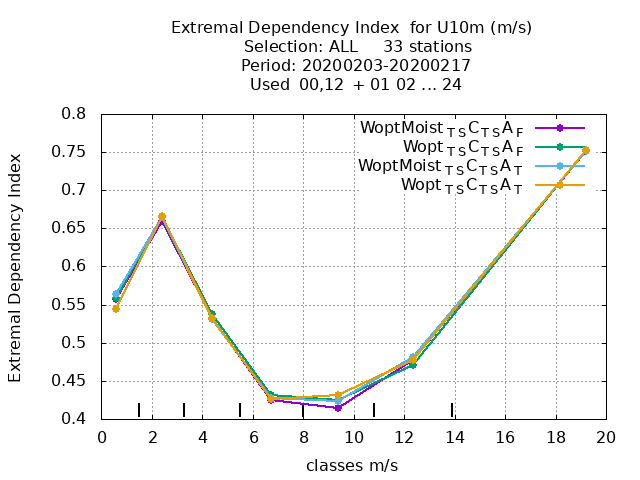 Extremal Dependency Index  for U10m (m/s)
Selection: ALL     33 stations
Period: 20200203-20200217
Used  00,12  + 01 02 ... 24
Extremal Dependency Index
0.8
0.75
0.7
0.65
0.6
0.55
0.5
0.45
0.4
WoptMoist TS C TS A F
Wopt TS C TS A F
WoptMoist TS C TS A T
Wopt TS C TS A T
0 2 4 6 8 10 12 14 16 18 20
classes m/s